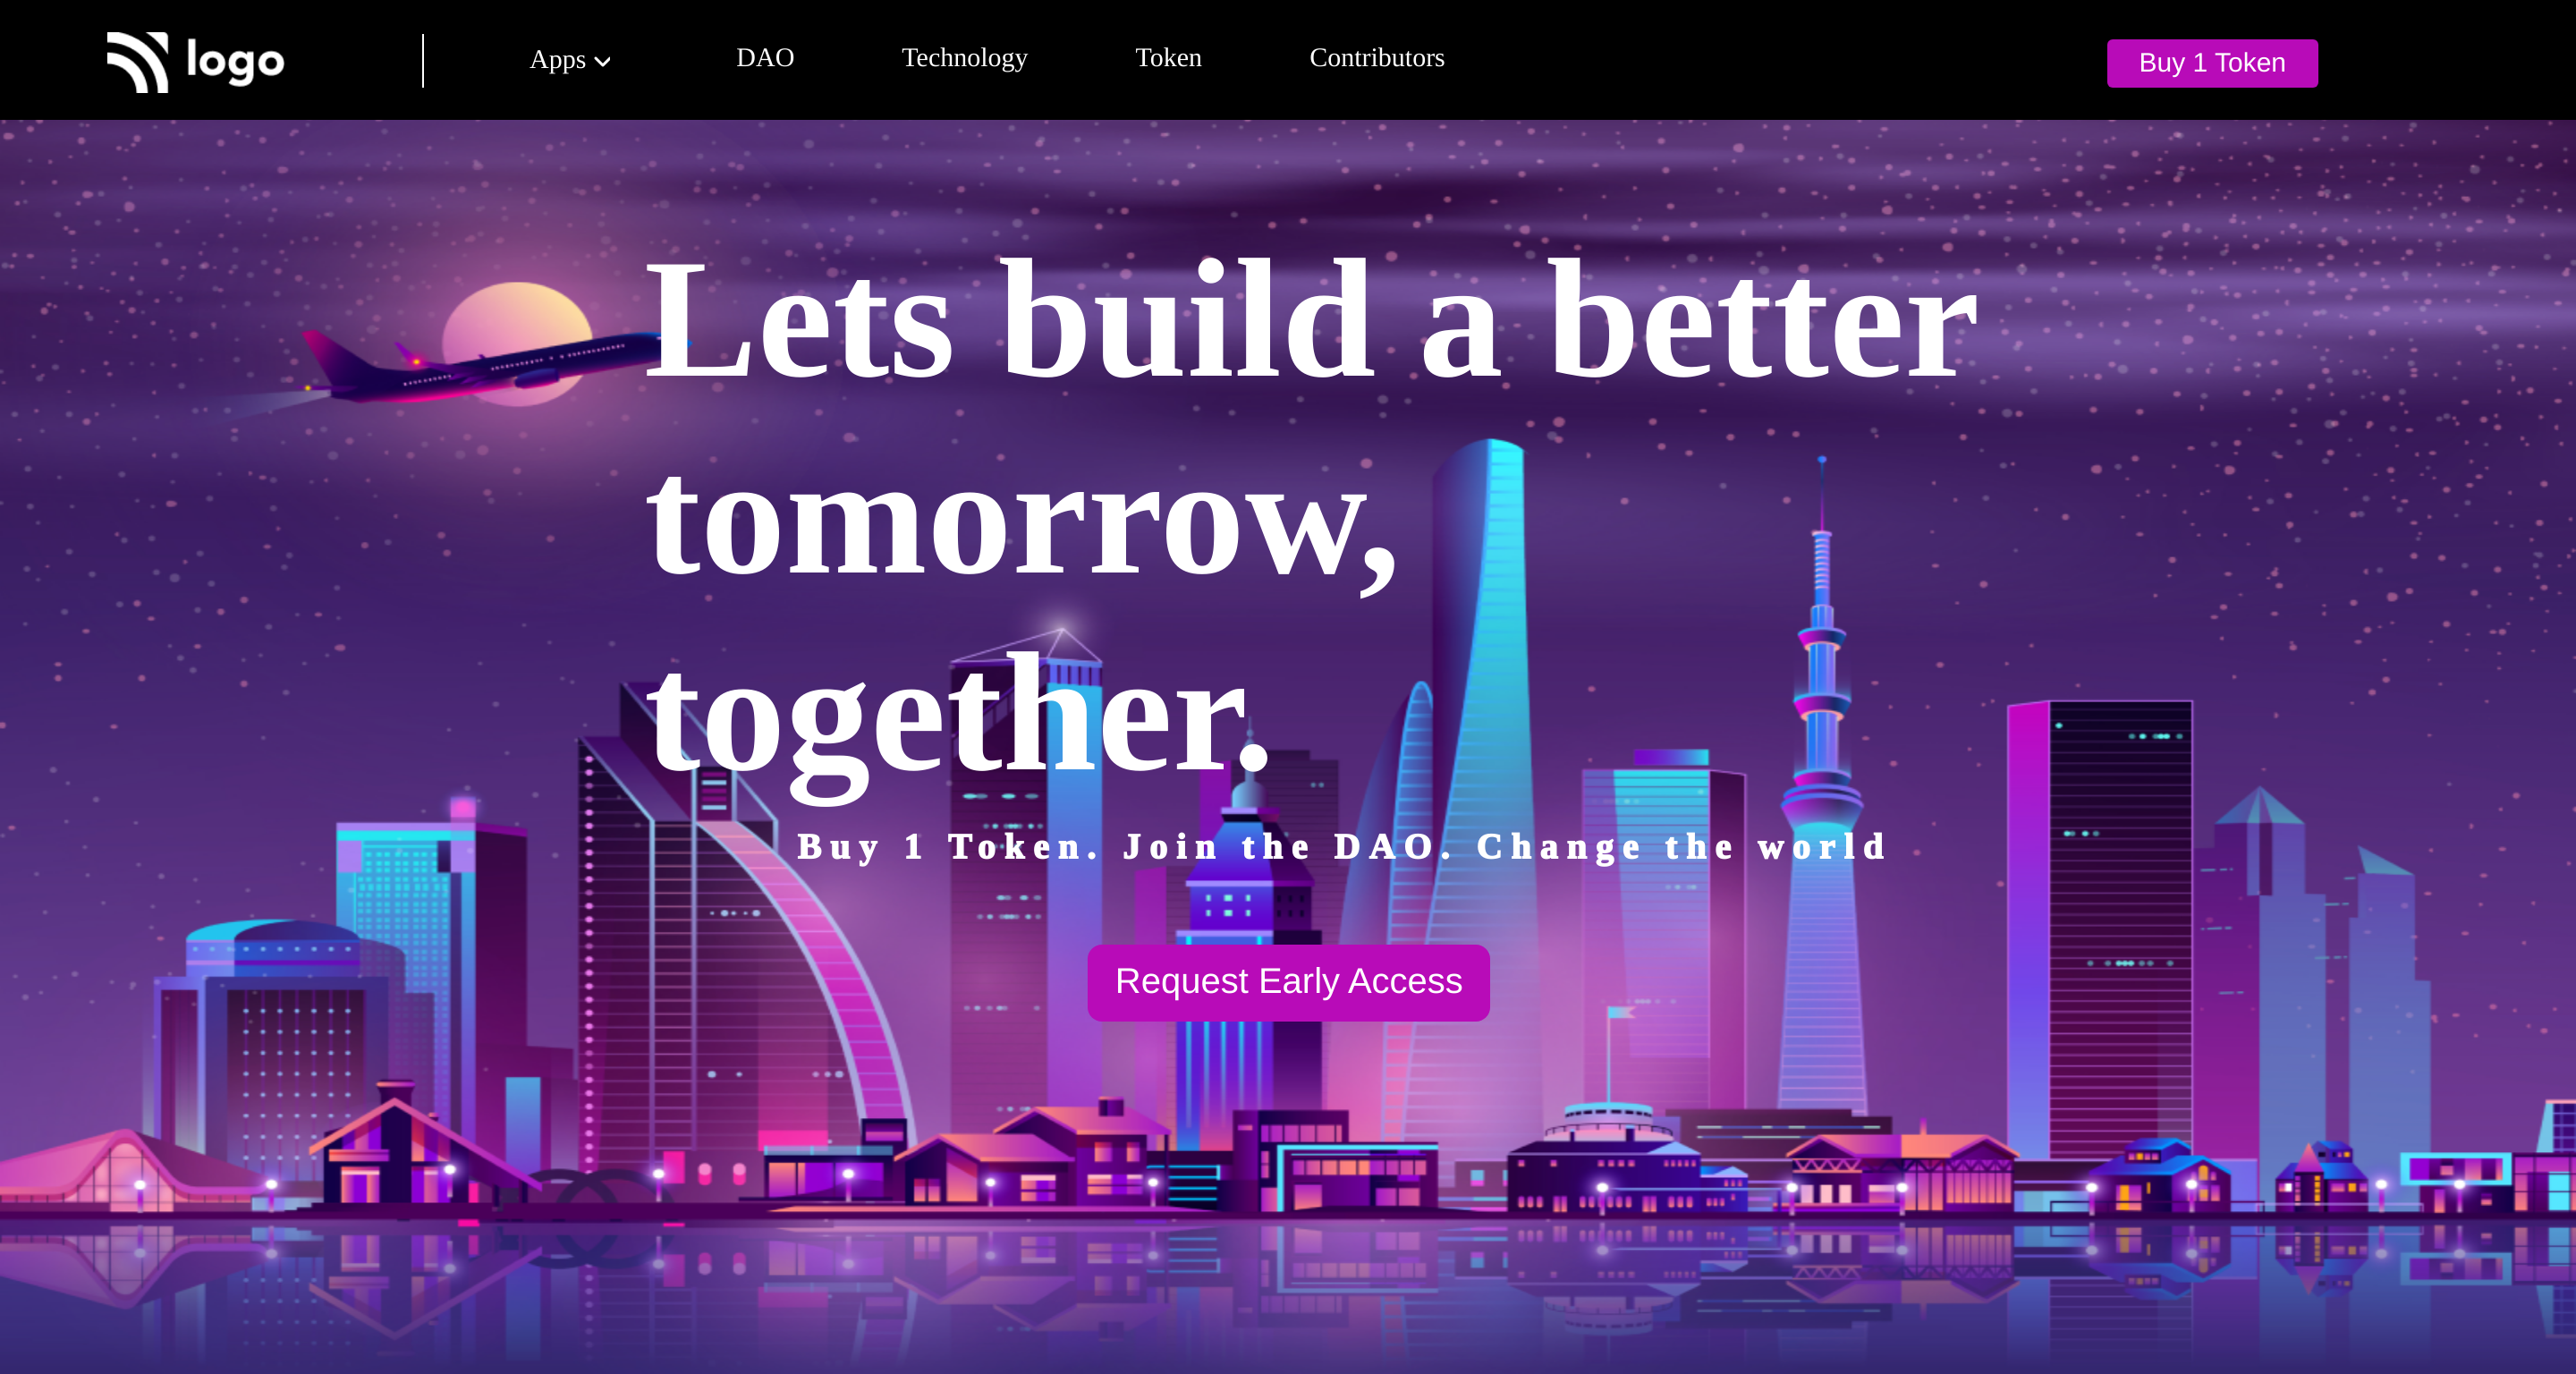 logo
Apps
DAO
Technology
Token
Contributors
Buy 1 Token
Lets build a better
tomorrow,
together.
Buy 1 Token. Join the DAO. Change the world
Request Early Access